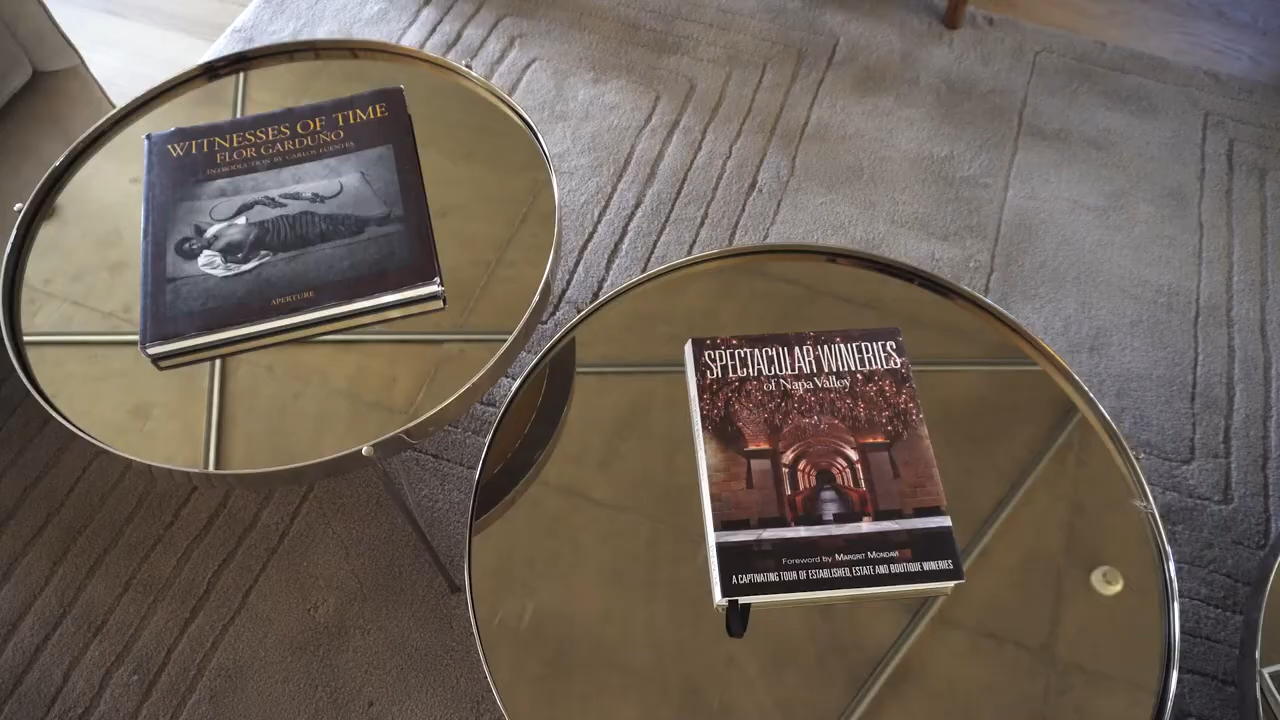 WITNESSES OF TIME
FLOR GARDUÑO
INTRODUCTION BY CARLOS FUENTES
APERTURE
SPECTACULAR WINERIES
of Napa Valley
Foreword by MARGRIT MONDAVI
A CAPTIVATING TOUR OF ESTABLISHED, ESTATE AND BOUTIQUE WINERIES